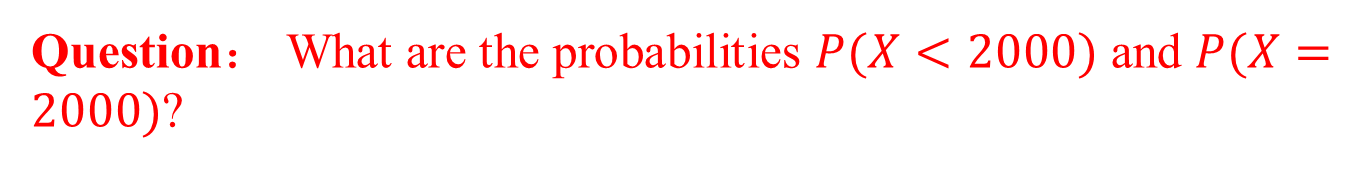 Question： What are the probabilities P(X < 2000) and P(X =
2000)?